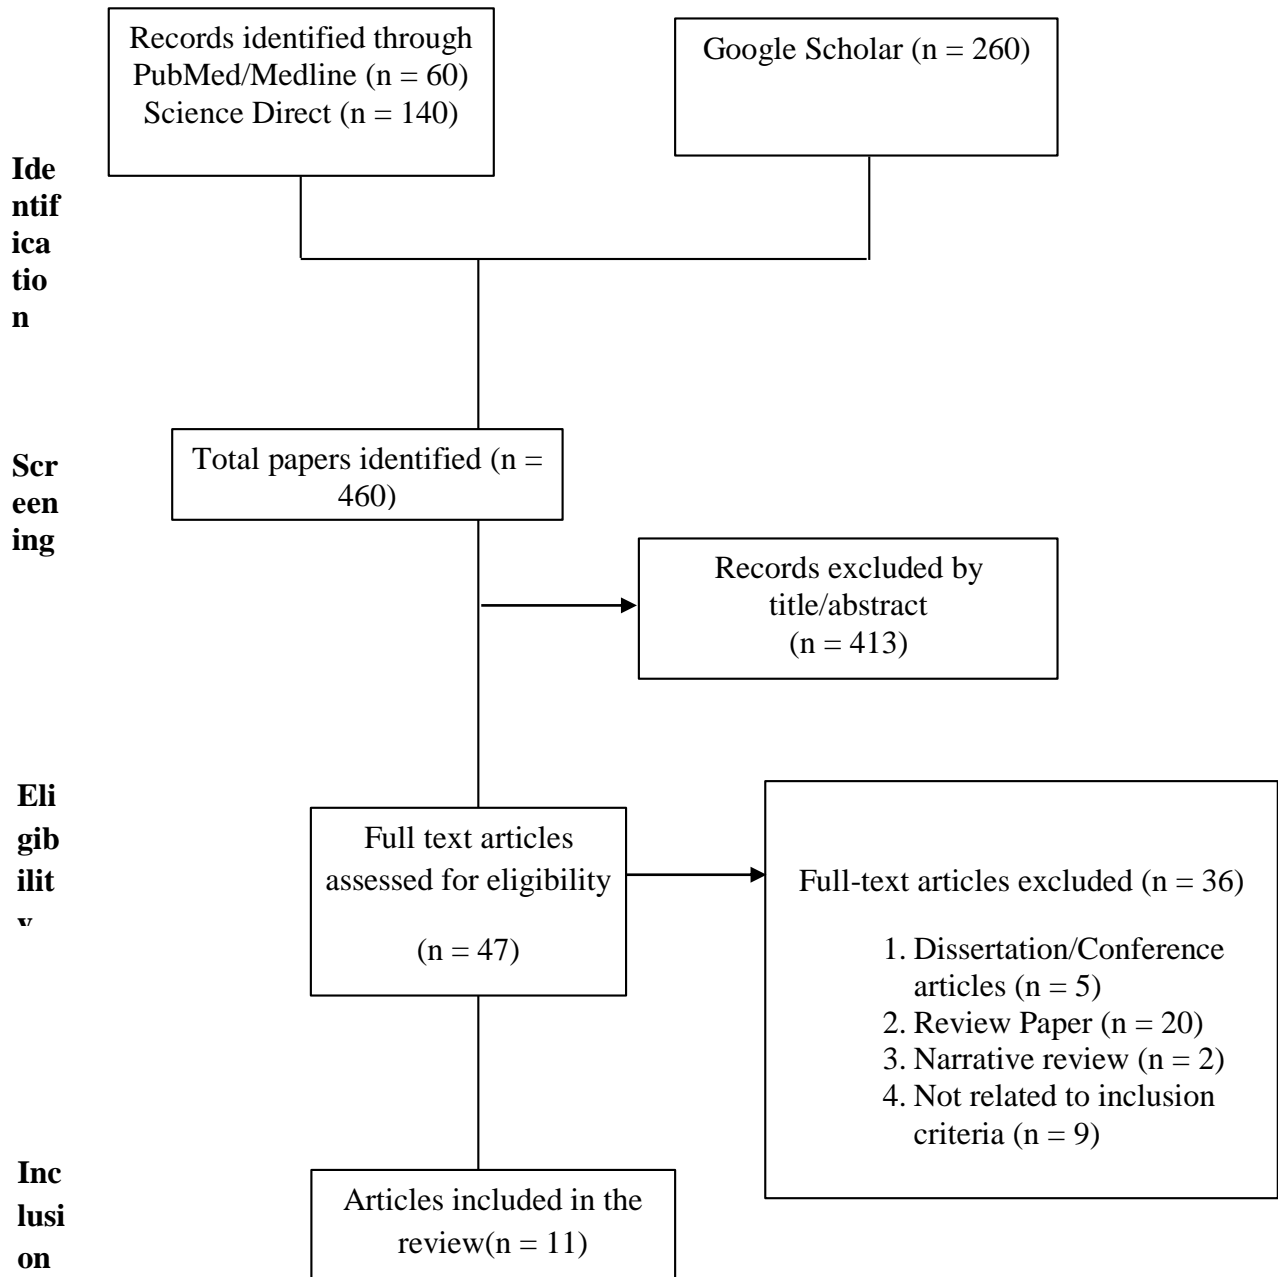 Records identified through
PubMed/Medline (n = 60)
Science Direct (n = 140)
Google Scholar (n = 260)
Ide
ntif
ica
tio
n
Total papers identified (n =
460)
Scr
een
ing
Records excluded by
title/abstract
(n = 413)
Eli
gib
ilit
y
Full text articles
assessed for eligibility
(n = 47)
Full-text articles excluded (n = 36)
1. Dissertation/Conference
articles (n = 5)
2. Review Paper (n = 20)
3. Narrative review (n = 2)
4. Not related to inclusion
criteria (n = 9)
Inc
lusi
on
Articles included in the
review(n = 11)